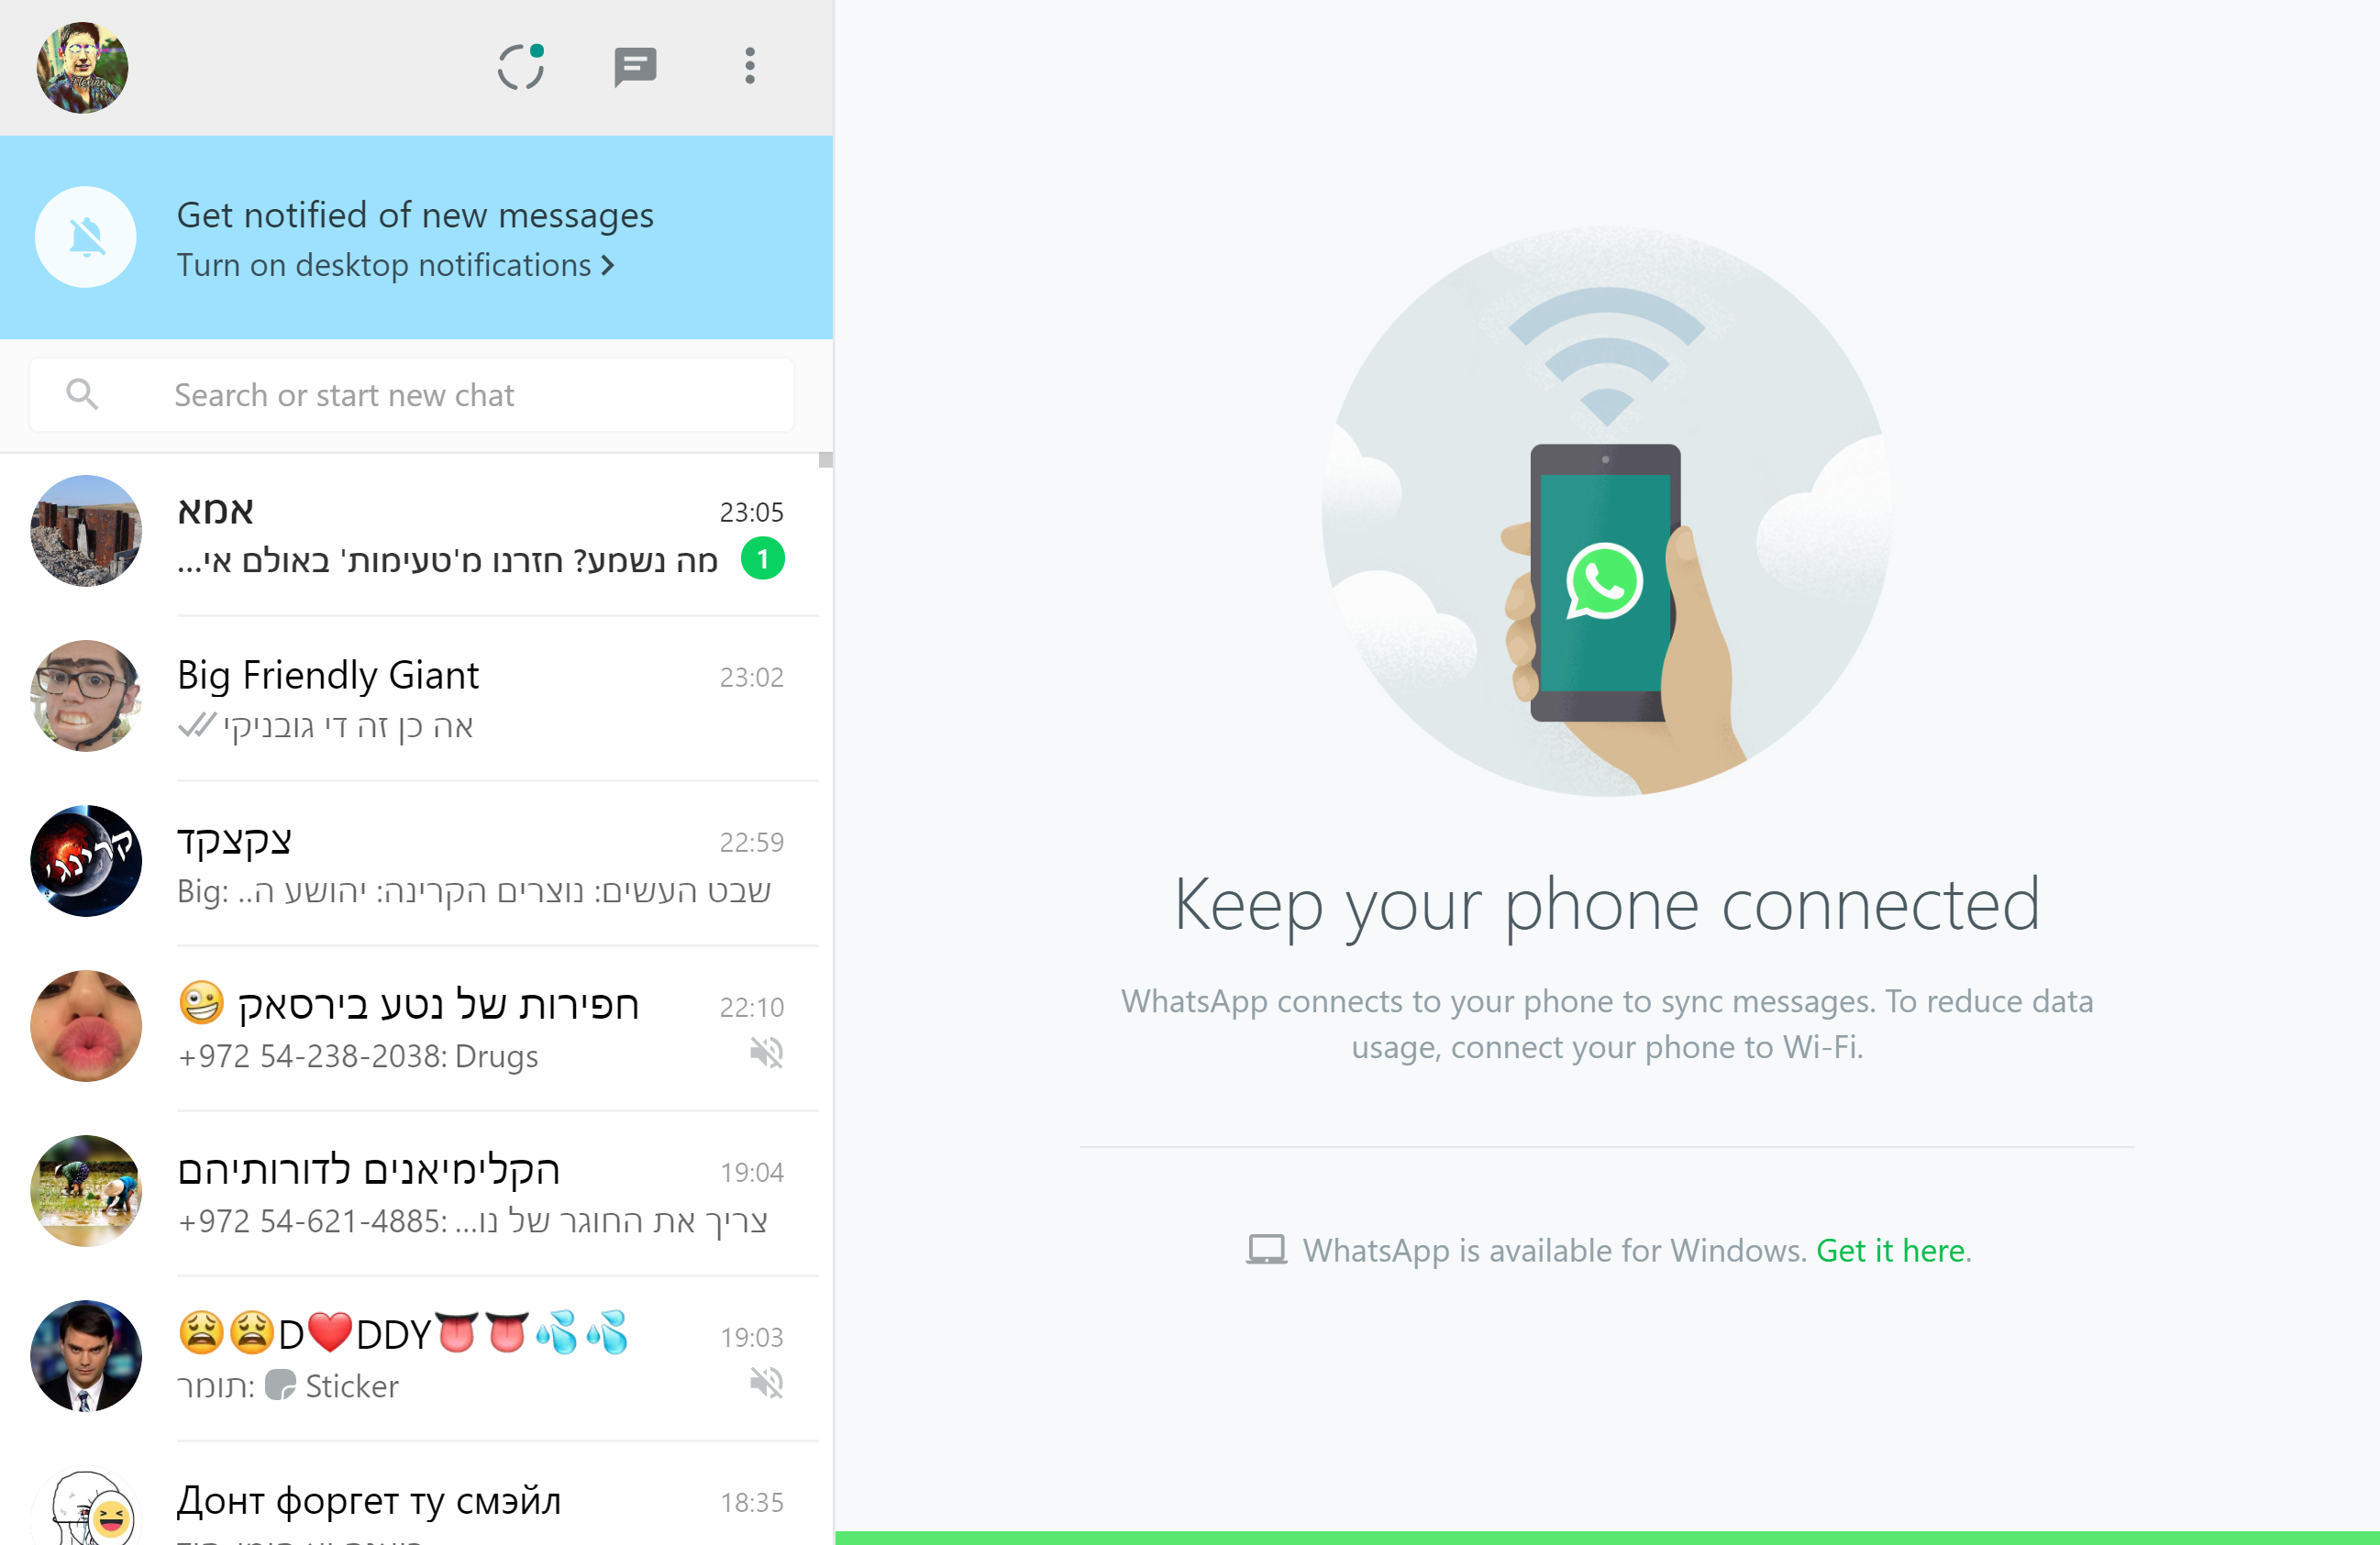 Get notified of new messages
Turn on desktop notifications
Search or start new chat
אמא
23:05
מה נשמע? חזרנו מ'טעימות' באולם אי...
1
Big Friendly Giant
23:02
אה כן זה די גובניקי
קרינג'
צקצקד
22:59
Big: שבט העשים: נוצרים הקרינה: יהושע ה..
חפירות של נטע בירסאק 🤪
22:10
+972 54-238-2038: Drugs
הקלימיאנים לדורותיהם
19:04
+972 54-621-4885: צריך את החוגר של נו...
😩😩D❤️DDY👅👅💦💦
19:03
תומר: Sticker
Донт форгет ту смэйл
18:35
Keep your phone connected
WhatsApp connects to your phone to sync messages. To reduce data
usage, connect your phone to Wi-Fi.
WhatsApp is available for Windows. Get it here.